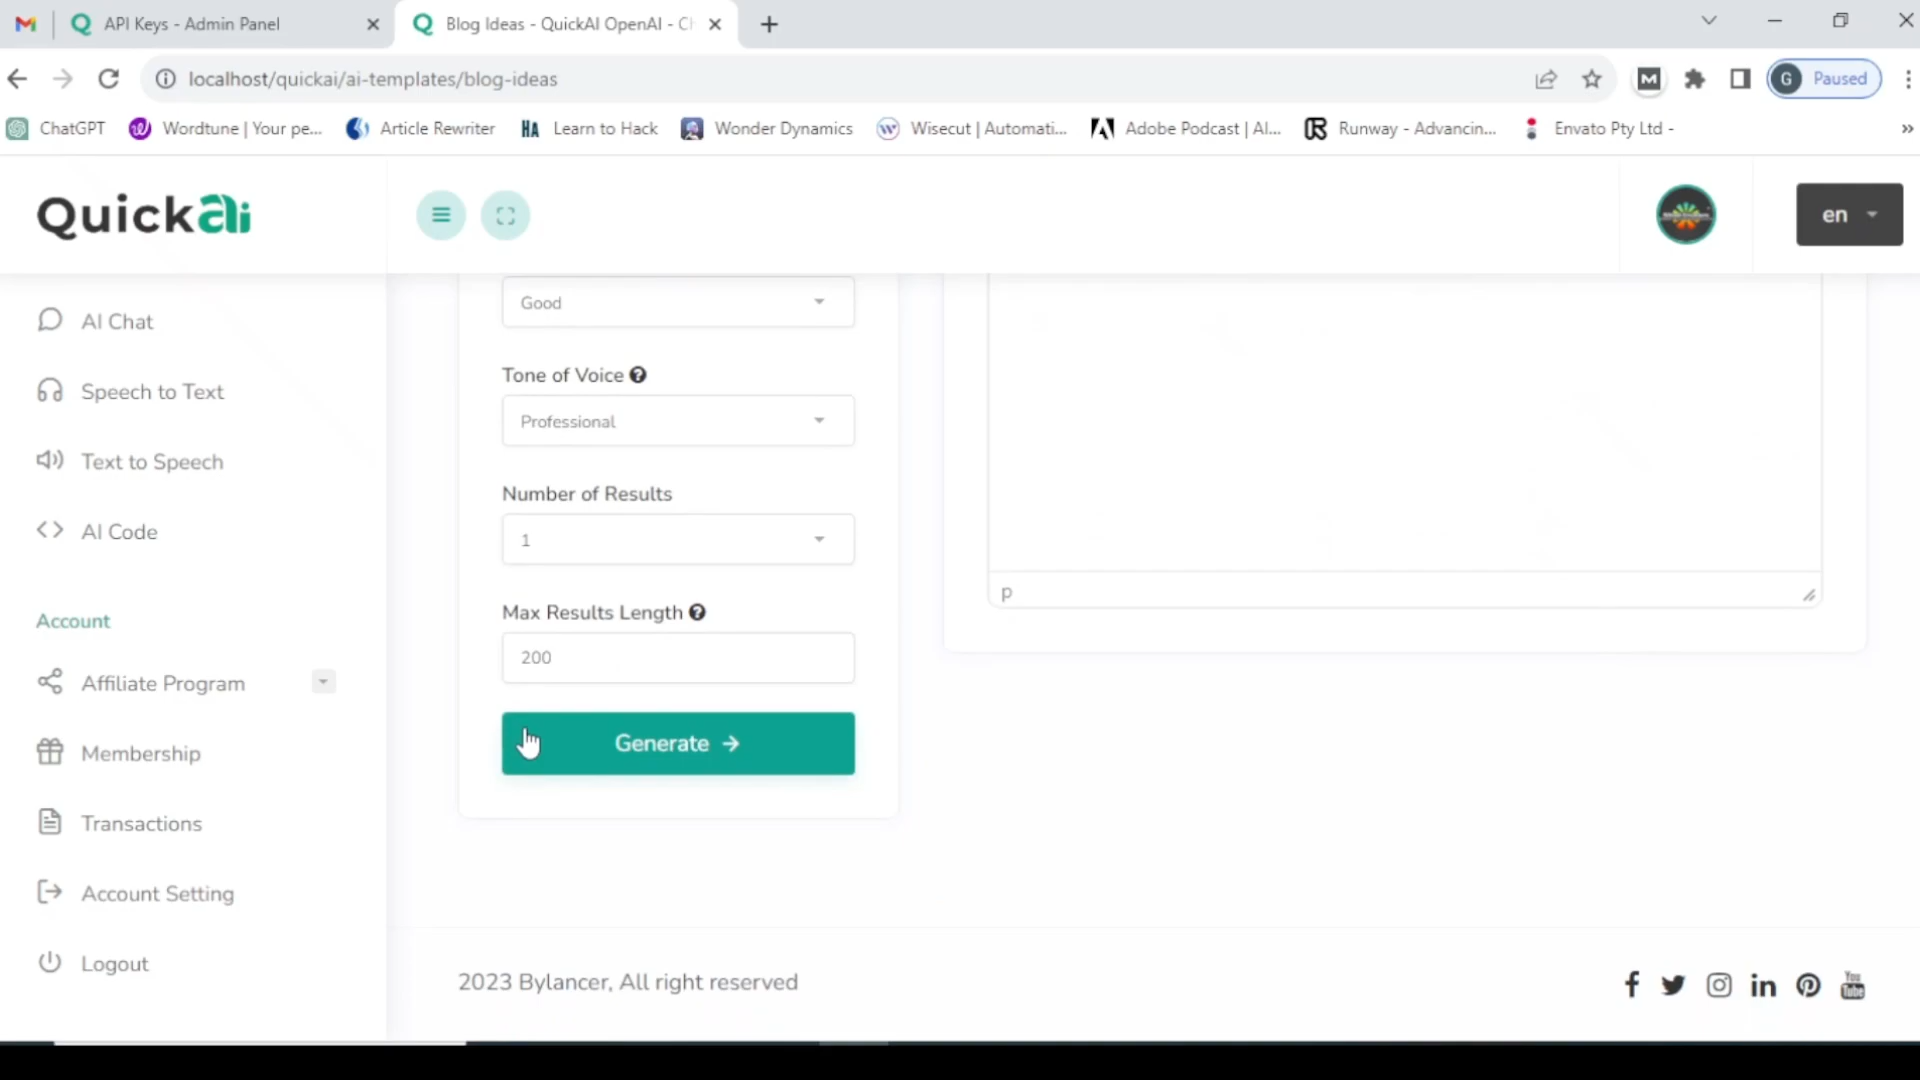 API Keys - Admin Panel
Blog Ideas - QuickAI OpenAI - Ch
localhost/quickai/ai-templates/blog-ideas
G Paused
ChatGPT
Wordtune | Your pe...
Article Rewriter
HA Learn to Hack
Wonder Dynamics
Wisecut | Automati...
Adobe Podcast | AI...
Runway - Advancin...
Envato Pty Ltd -
Quickai
en
AI Chat
Speech to Text
Text to Speech
AI Code
Account
Affiliate Program
Membership
Transactions
Account Setting
Logout
Good
Tone of Voice
Professional
Number of Results
1
Max Results Length
200
Generate
p
2023 Bylancer, All right reserved